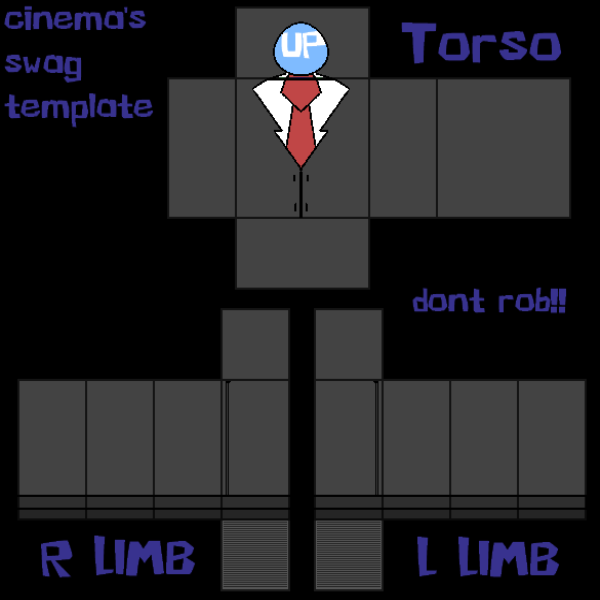 cinema's
swag
template
UP
Torso
dont rob!!
R LIMB
L LIMB